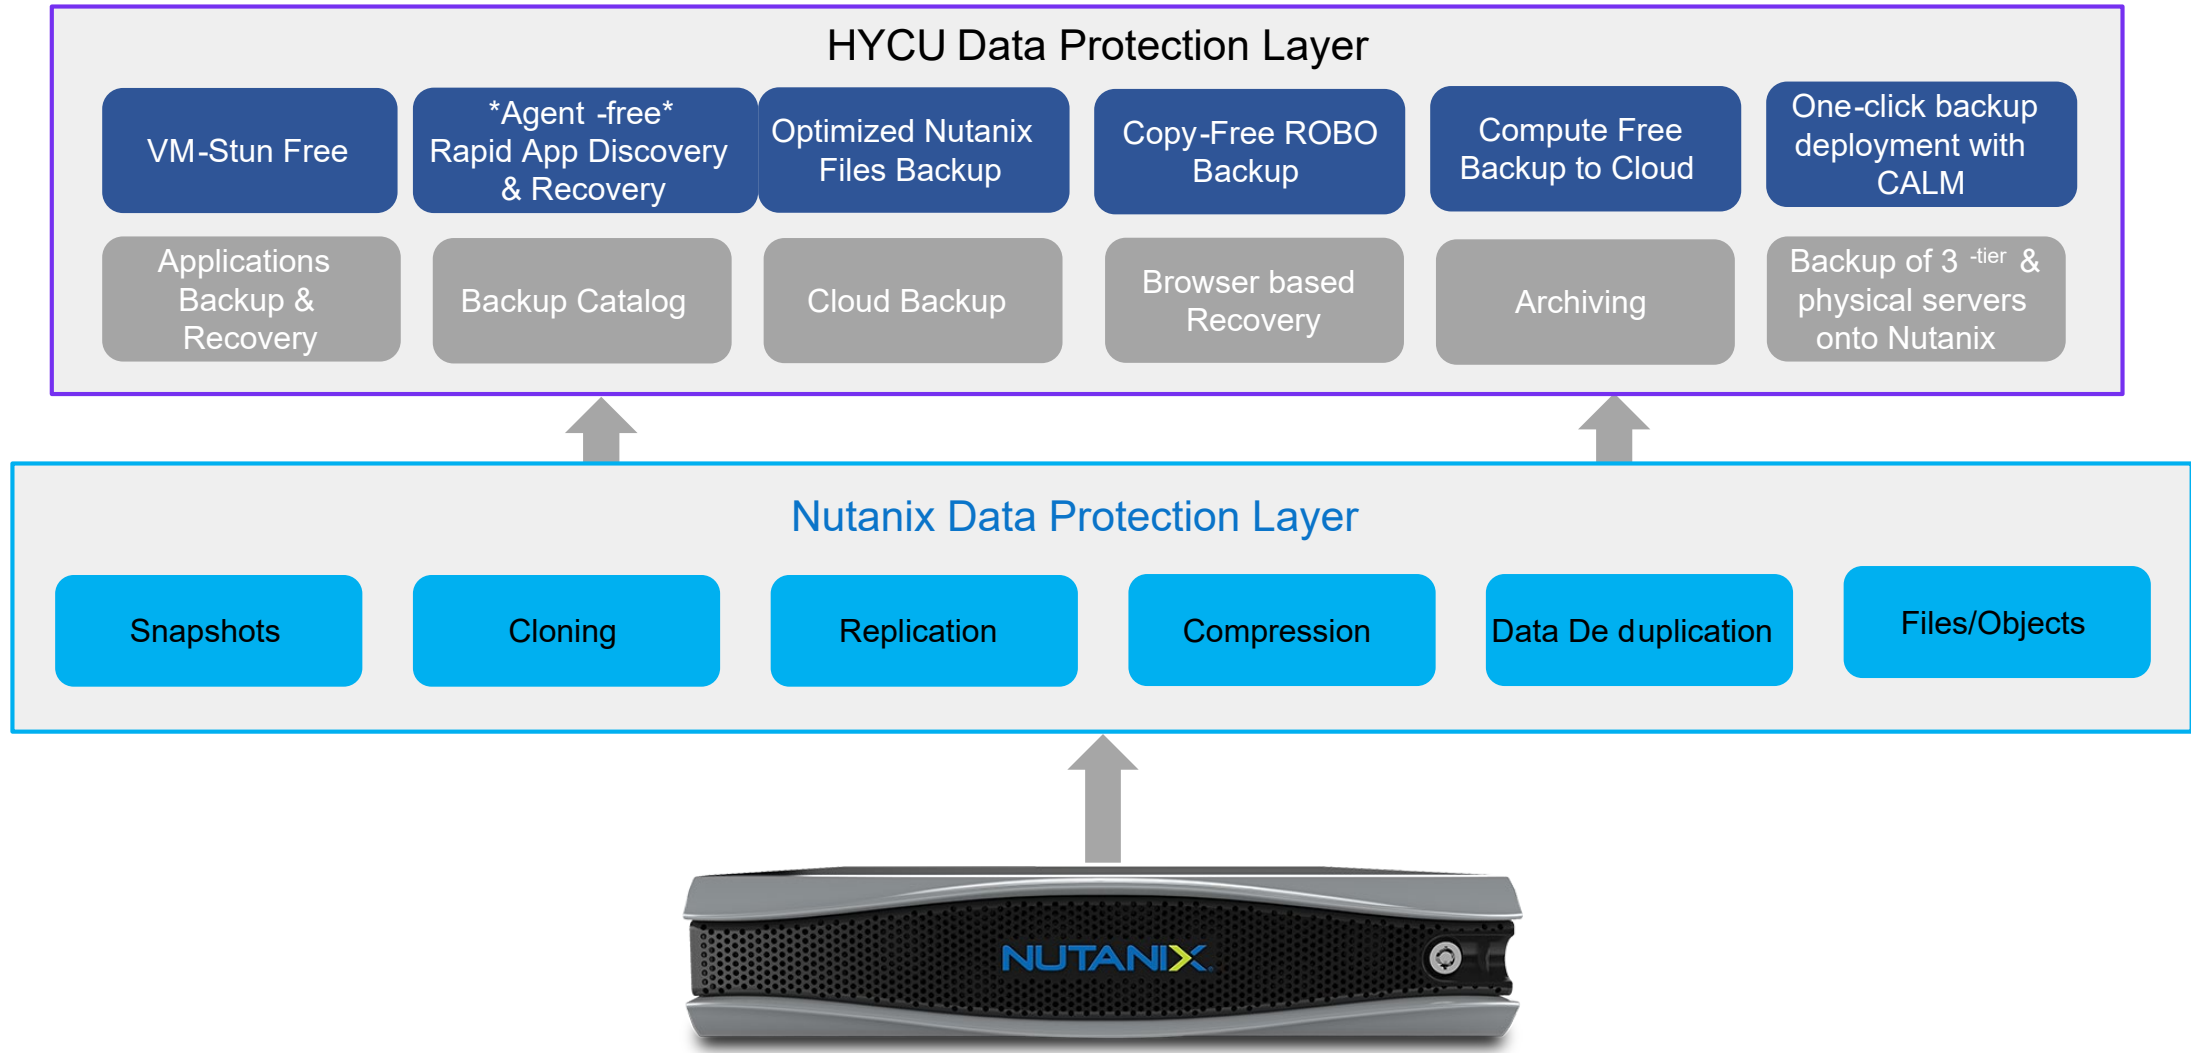 HYCU Data Protection Layer
VM-Stun Free
*Agent -free*
Rapid App Discovery
& Recovery
Optimized Nutanix
Files Backup
Copy-Free ROBO
Backup
Compute Free
Backup to Cloud
One-click backup
deployment with
CALM
Applications
Backup &
Recovery
Backup Catalog
Cloud Backup
Browser based
Recovery
Archiving
Backup of 3 -tier &
physical servers
onto Nutanix
Nutanix Data Protection Layer
Snapshots
Cloning
Replication
Compression
Data De duplication
Files/Objects
NUTANIX